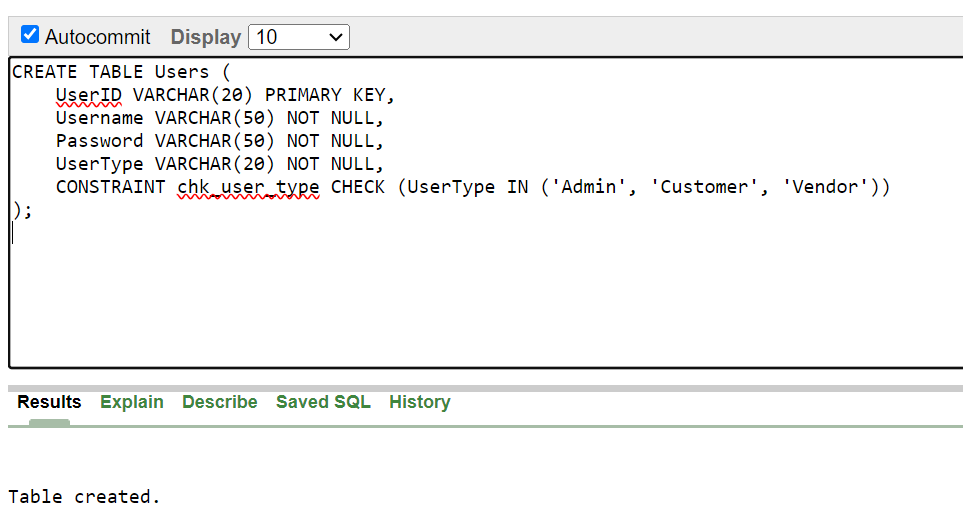 Autocommit Display 10
CREATE TABLE Users (
    UserID VARCHAR(20) PRIMARY KEY,
    Username VARCHAR(50) NOT NULL,
    Password VARCHAR(50) NOT NULL,
    UserType VARCHAR(20) NOT NULL,
    CONSTRAINT chk_user_type CHECK (UserType IN ('Admin', 'Customer', 'Vendor'))
);
Results Explain Describe Saved SQL History
Table created.